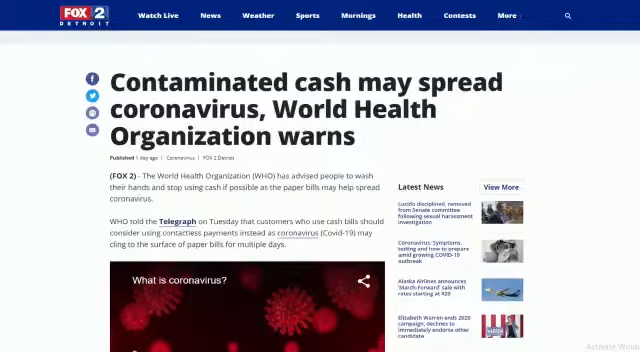 FOX 2
DETROIT
Watch Live News Weather Sports Mornings Health Contests More
Contaminated cash may spread
coronavirus, World Health
Organization warns
Published 1 day ago | Coronavirus | FOX 2 Detroit
(FOX 2) - The World Health Organization (WHO) has advised people to wash
their hands and stop using cash if possible as the paper bills may help spread
coronavirus.
WHO told the Telegraph on Tuesday that customers who use cash bills should
consider using contactless payments instead as coronavirus (Covid-19) may
cling to the surface of paper bills for multiple days.
What is coronavirus?
Latest News
View More
Lucido disciplined, removed
from Senate committee
following sexual harassment
investigation
Coronavirus: Symptoms,
testing and how to prepare
amid growing COVID-19
outbreak
Alaska Airlines announces
'March Forward' sale with
rates starting at $20
Elizabeth Warren ends 2020
campaign, declines to
immediately endorse other
candidate
Activate Windo